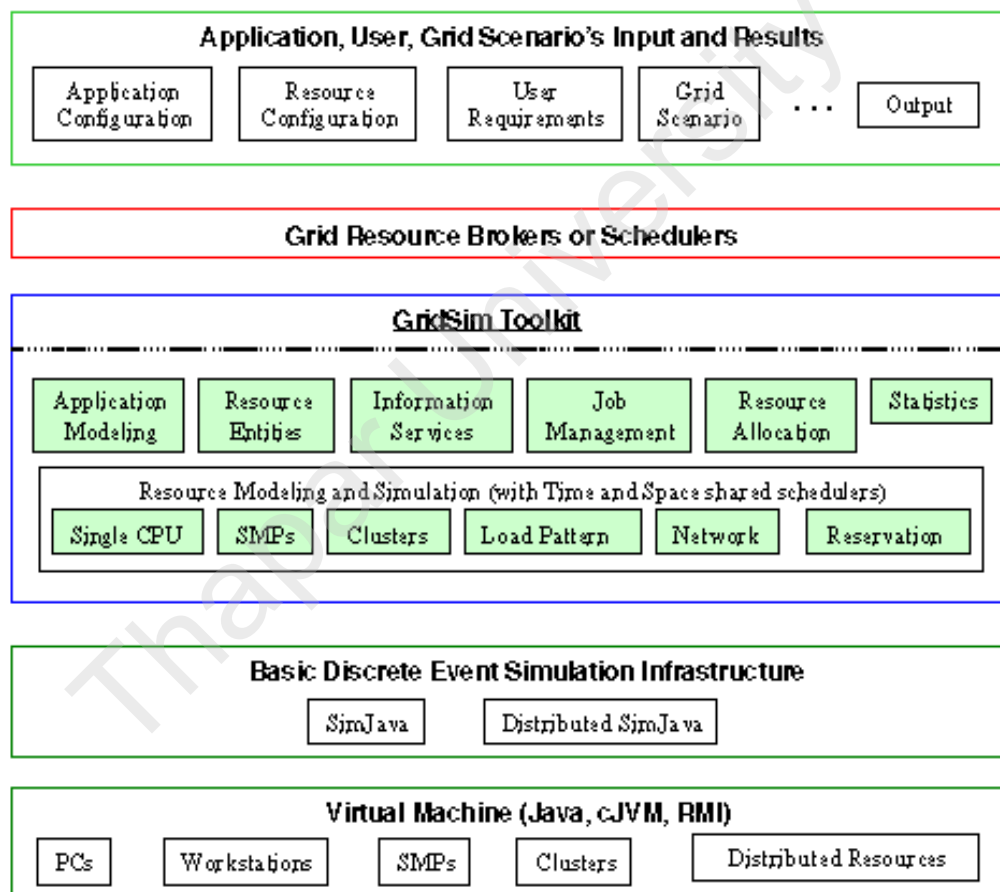 Application, User, Grid Scenario's Input and Results
Application
Configuration
Resource
Configuration
User
Requirements
Grid
Scenario
. . .
Output
Grid Resource Brokers or Schedulers
GridSim Toolkit
Application
Modeling
Resource
Entities
Information
Services
Job
Management
Resource
Allocation
Statistics
Resource Modeling and Simulation (with Time and Space shared schedulers)
Single CPU
SMPs
Clusters
Load Pattern
Network
Reservation
Basic Discrete Event Simulation Infrastructure
SimJava
Distributed SimJava
Virtual Machine (Java, cJVM, RMI)
PCs
Workstations
SMPs
Clusters
Distributed Resources
Thapar University